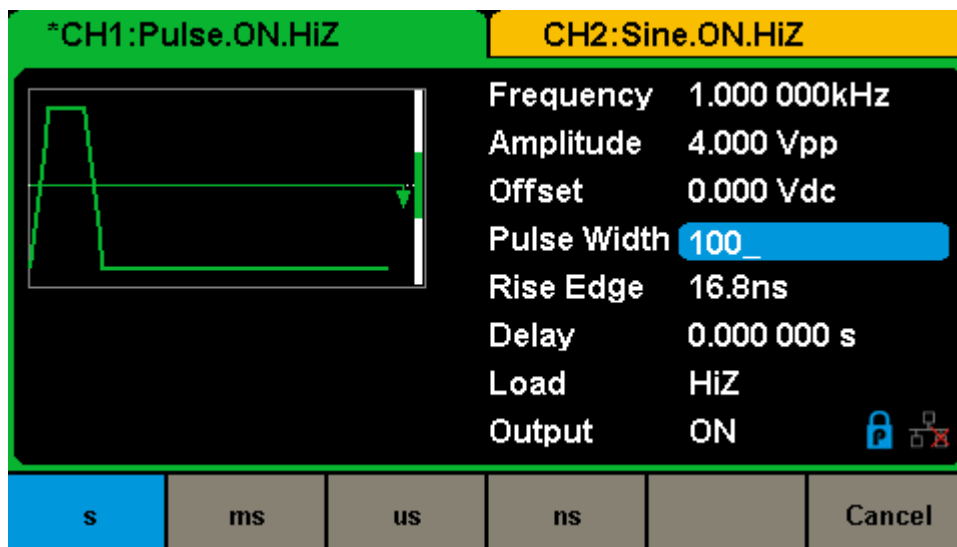 *CH1:Pulse.ON.HiZ CH2:Sine.ON.HiZ
Frequency 1.000 000kHz
Amplitude 4.000 Vpp
Offset 0.000 Vdc
Pulse Width 100_
Rise Edge 16.8ns
Delay 0.000 000 s
Load HiZ
Output ON P
s ms us ns Cancel